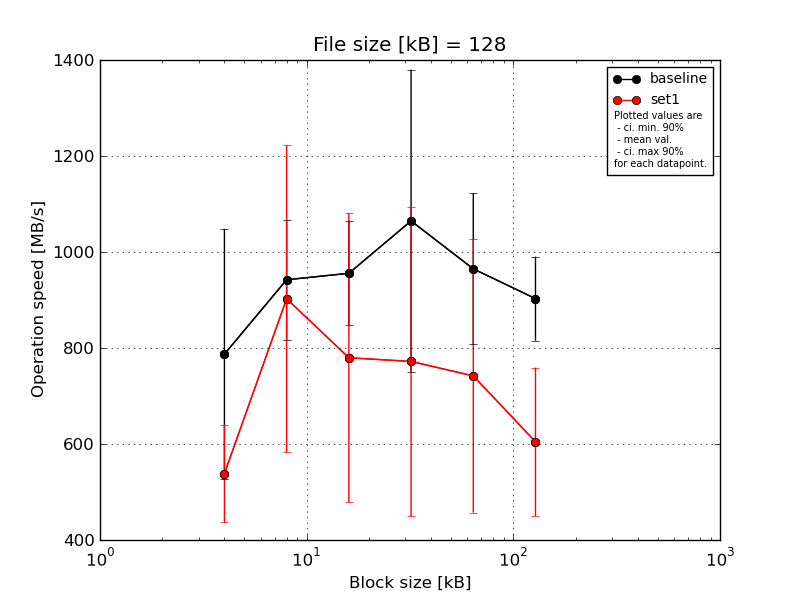 File size [kB] = 128
1400
1200
1000
800
600
400
Operation speed [MB/s]
baseline
set1
Plotted values are
- ci. min. 90%
- mean val.
- ci. max 90%
for each datapoint.
10⁰
10¹
10²
10³
Block size [kB]